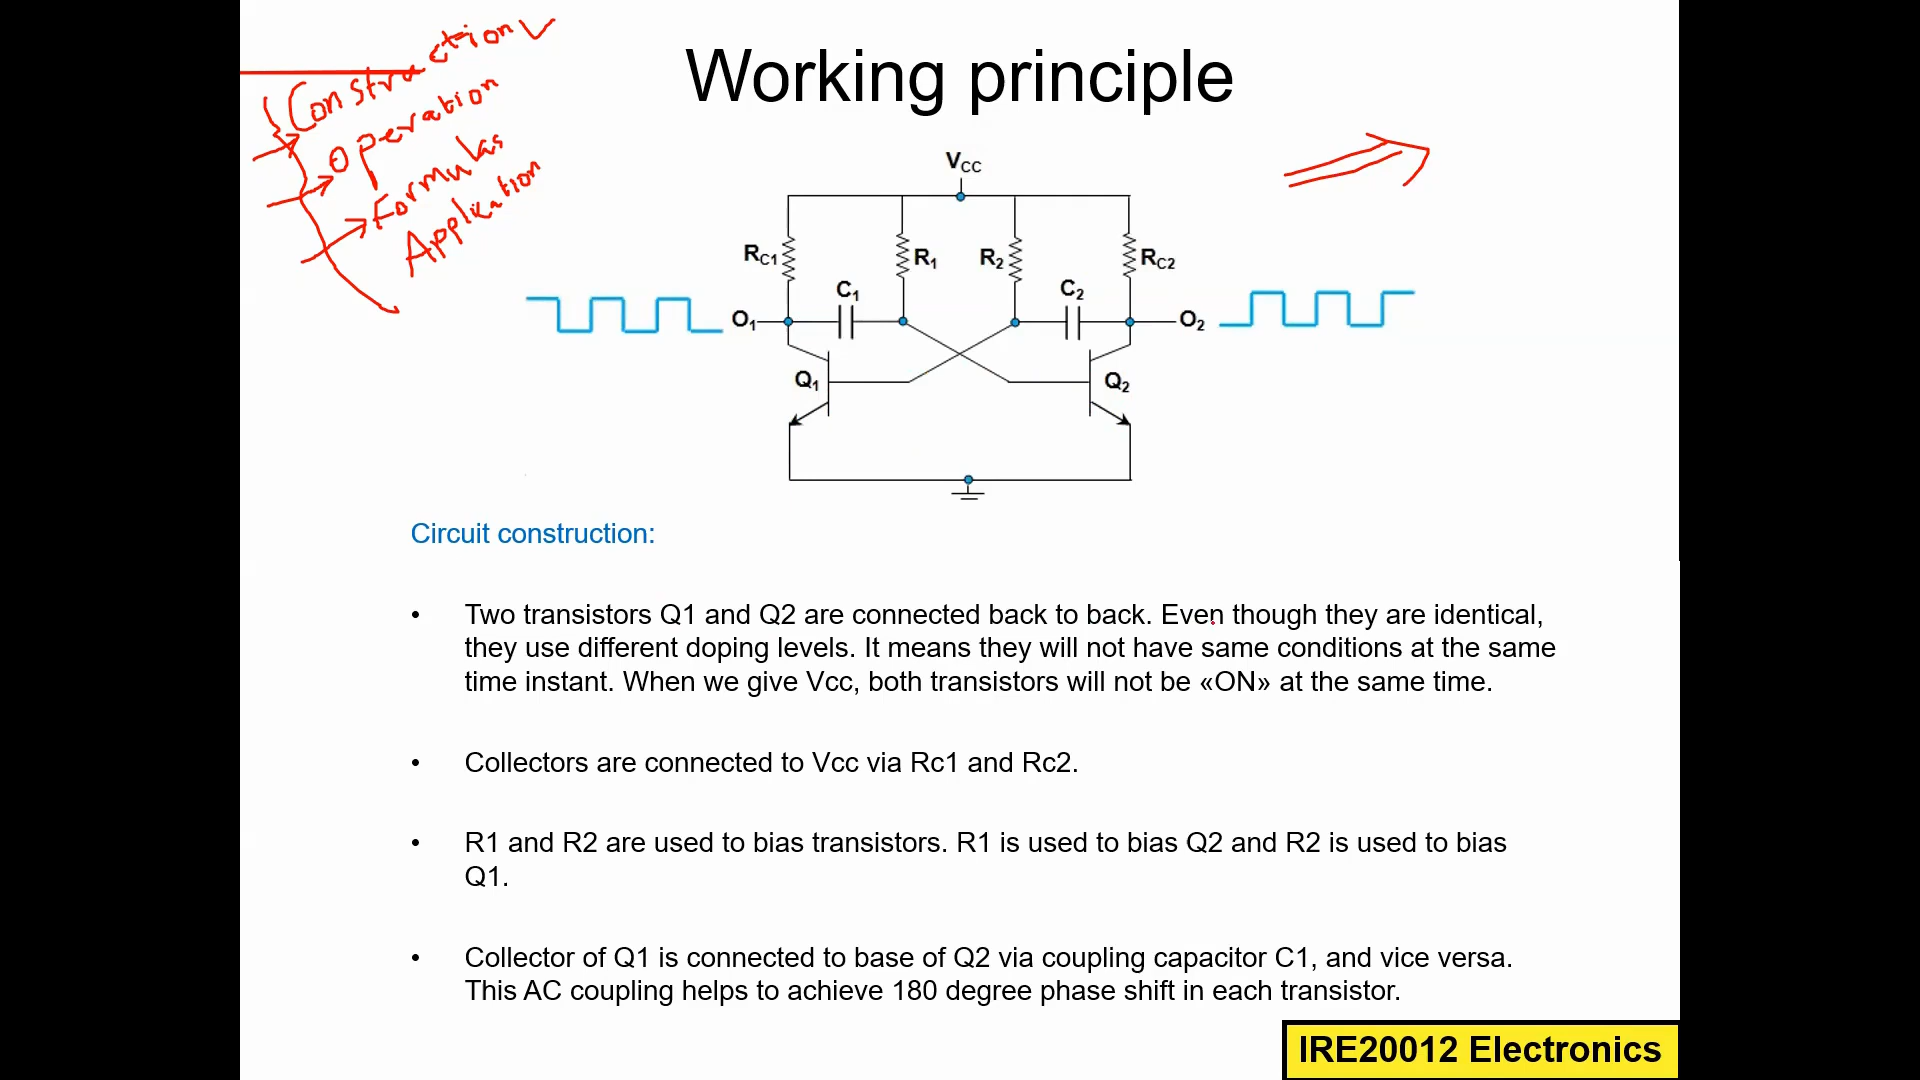 Construction
Operation
Formulas
Application
Working principle
VCC
RC1
R1
R2
RC2
C1
C2
O1
O2
Q1
Q2
Circuit construction:
• Two transistors Q1 and Q2 are connected back to back. Even though they are identical,
they use different doping levels. It means they will not have same conditions at the same
time instant. When we give Vcc, both transistors will not be «ON» at the same time.
• Collectors are connected to Vcc via Rc1 and Rc2.
• R1 and R2 are used to bias transistors. R1 is used to bias Q2 and R2 is used to bias
Q1.
• Collector of Q1 is connected to base of Q2 via coupling capacitor C1, and vice versa.
This AC coupling helps to achieve 180 degree phase shift in each transistor.
IRE20012 Electronics